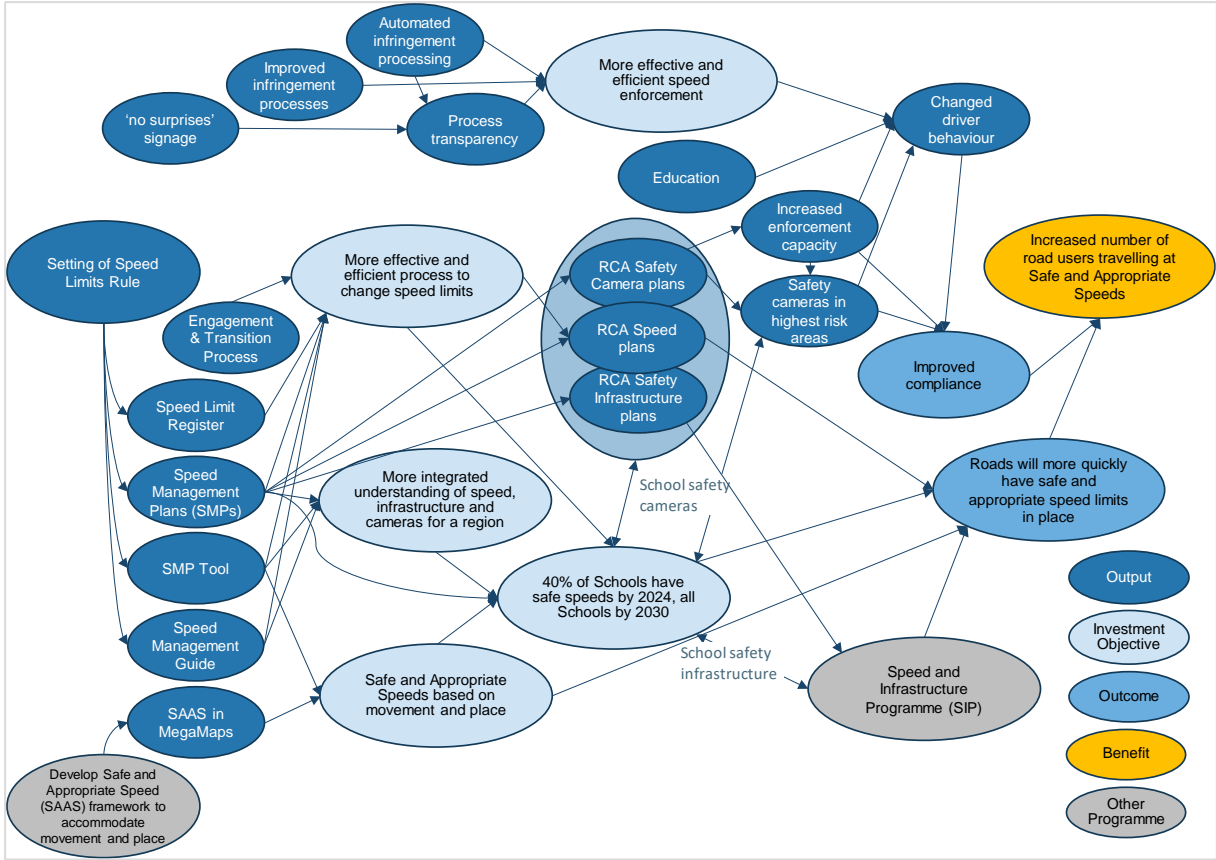 Automated
infringement
processing
Improved
infringement
processes
‘no surprises’
signage
Process
transparency
More effective and
efficient speed
enforcement
Changed
driver
behaviour
Education
Increased
enforcement
capacity
Setting of Speed
Limits Rule
More effective and
efficient process to
change speed limits
RCA Safety
Camera plans
Safety
cameras in
highest risk
areas
Increased number of
road users travelling at
Safe and Appropriate
Speeds
Engagement
& Transition
Process
RCA Speed
plans
Improved
compliance
RCA Safety
Infrastructure
plans
Speed Limit
Register
Speed
Management
Plans (SMPs)
More integrated
understanding of speed,
infrastructure and
cameras for a region
School safety
cameras
Roads will more quickly
have safe and
appropriate speed limits
in place
SMP Tool
40% of Schools have
safe speeds by 2024, all
Schools by 2030
Speed
Management
Guide
Safe and Appropriate
Speeds based on
movement and place
School safety
infrastructure
Speed and
Infrastructure
Programme (SIP)
SAAS in
MegaMaps
Develop Safe and
Appropriate Speed
(SAAS) framework to
accommodate
movement and place
Output
Investment
Objective
Outcome
Benefit
Other
Programme